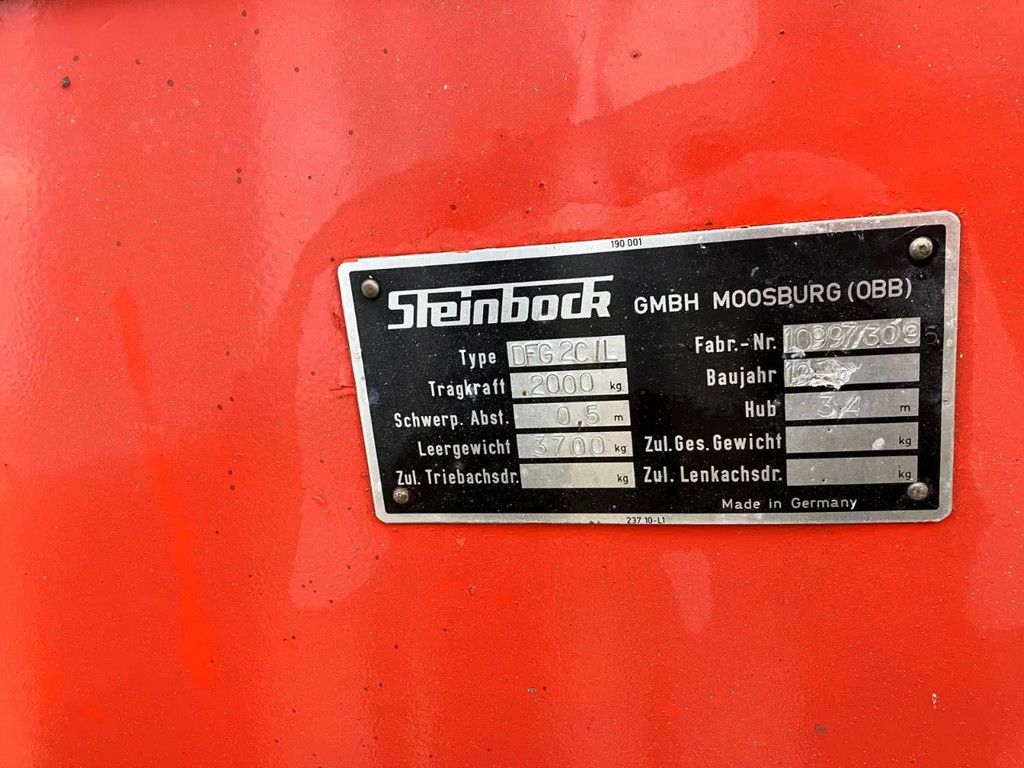 190 001
Steinbock GMBH MOOSBURG (OBB)
Type DFG 2C/L
Tragkraft 2000 kg
Schwerp. Abst. 0,5 m
Leergewicht 3700 kg
Zul. Triebachsdr. kg
Fabr.-Nr. 10997/3095
Baujahr
Hub 3,4 m
Zul. Ges. Gewicht kg
Zul. Lenkachsdr. kg
Made in Germany
237 10-L1